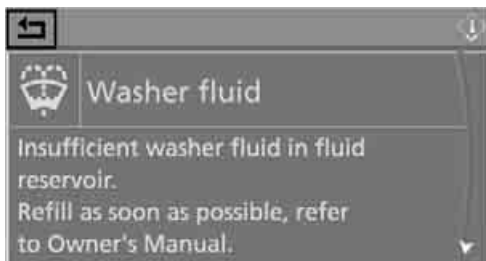 Washer fluid
Insufficient washer fluid in fluid
reservoir.
Refill as soon as possible, refer
to Owner's Manual.